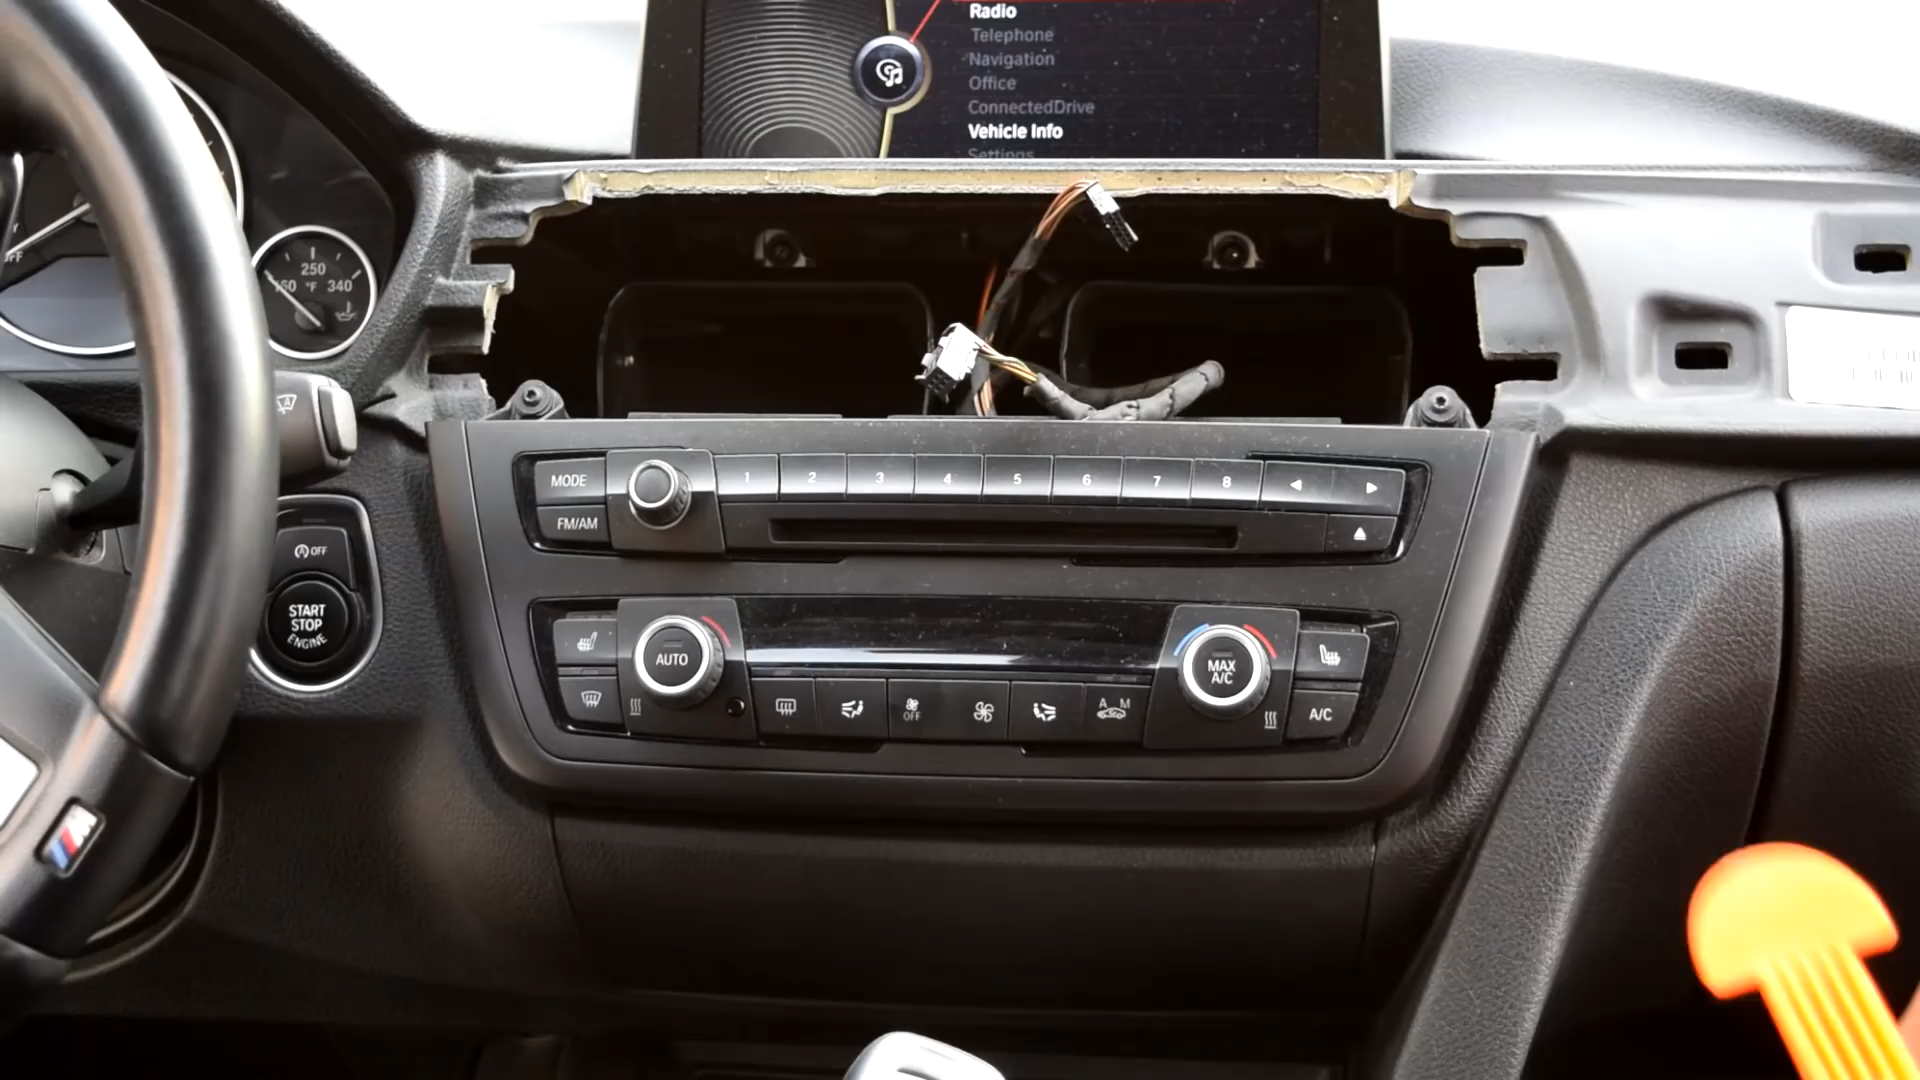 Radio
Telephone
Navigation
Office
ConnectedDrive
Vehicle Info
Settings
250
°F 340
MODE
1 2 3 4 5 6 7 8
FM/AM
OFF
START
STOP
ENGINE
AUTO
MAX
A/C
OFF
A M
A/C
A
M